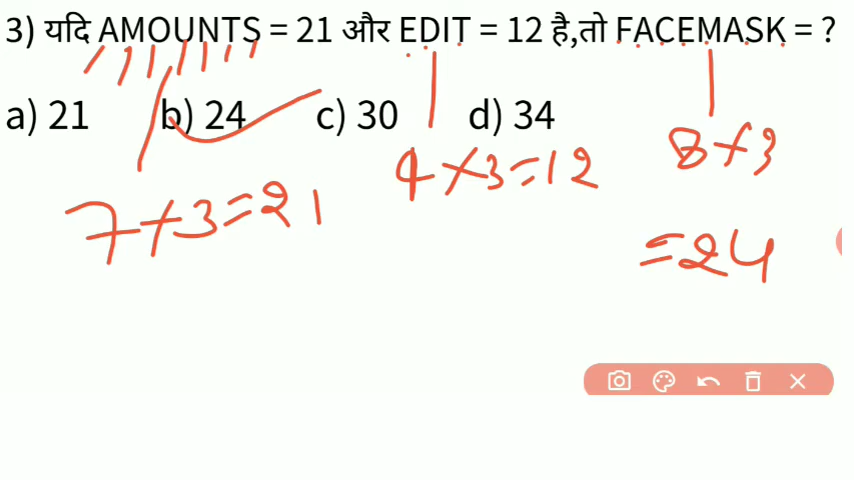 3) यदि AMOUNTS = 21 और EDIT = 12 है,तो FACEMASK = ?
a) 21 b) 24 c) 30 d) 34
7×3=21 4×3=12 8×3
=24